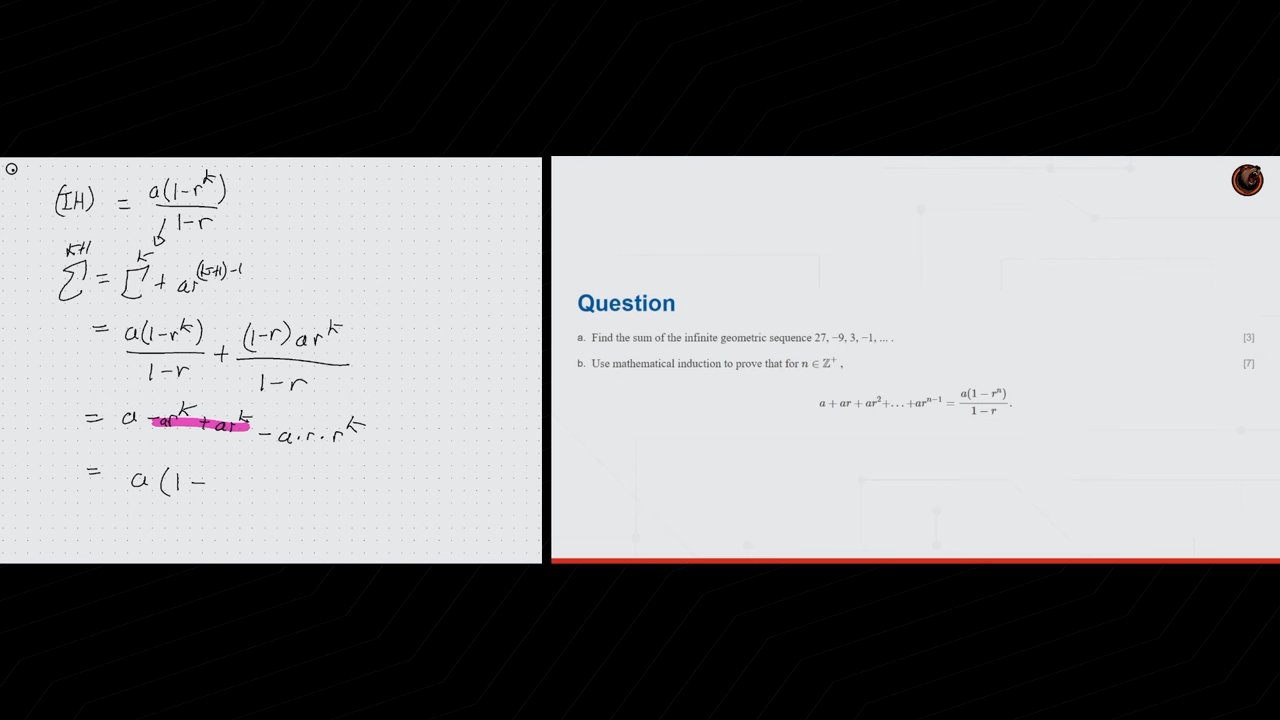 (IH) = a(1-r^k) / 1-r
Σ^k+1 = Σ^k + ar^(k+1)-1
= a(1-r^k) / 1-r + (1-r)ar^k / 1-r
= a - ar^k + ar^k - a·r·r^k
= a(1-
Question
a. Find the sum of the infinite geometric sequence 27, −9, 3, −1, ... . [3]
b. Use mathematical induction to prove that for n ∈ ℤ⁺ , [7]
a + ar + ar² + ... + ar^n−1 = a(1 − r^n) / 1 − r .